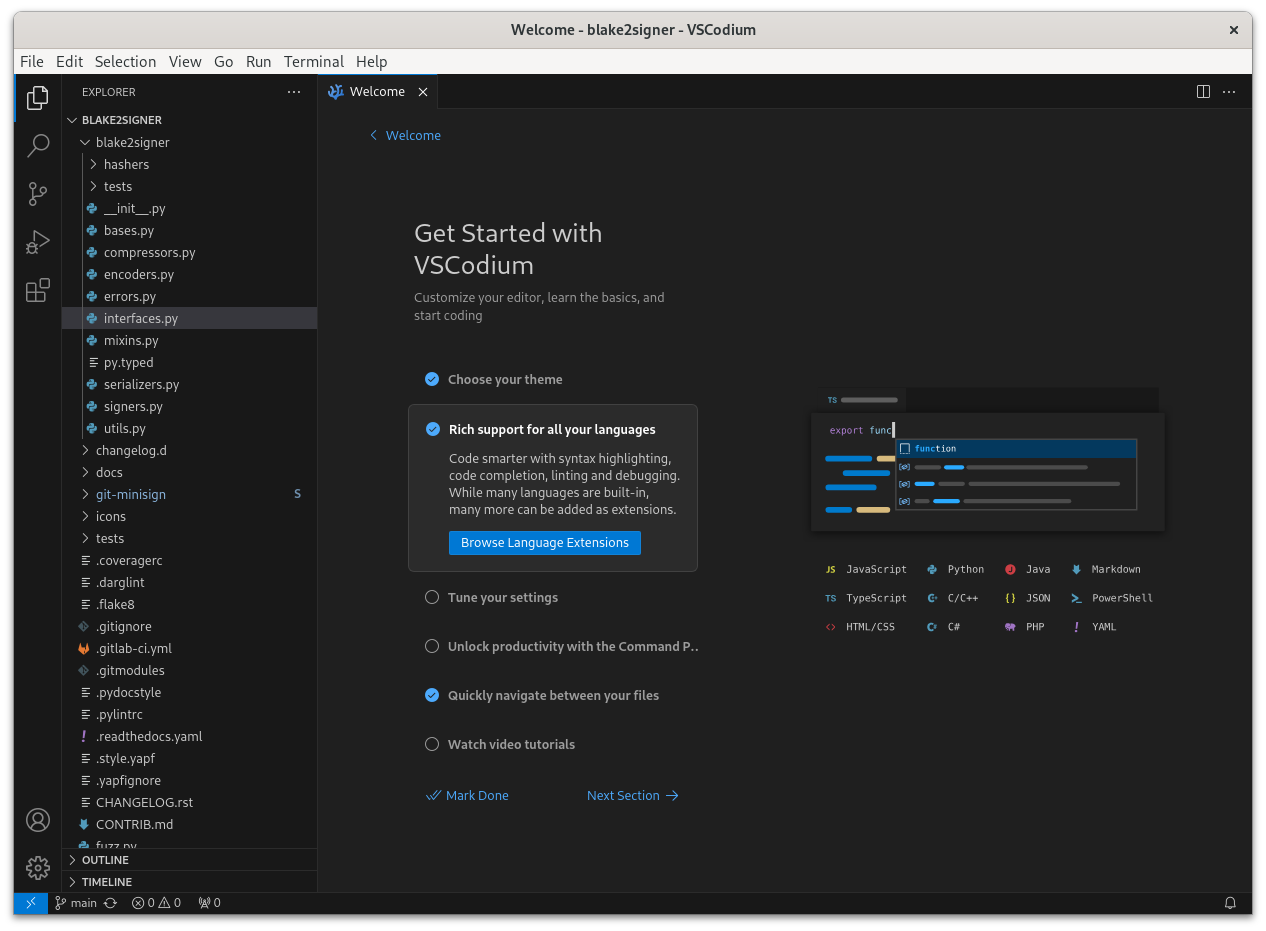 Welcome - blake2signer - VSCodium
File Edit Selection View Go Run Terminal Help
EXPLORER
BLAKE2SIGNER
blake2signer
hashers
tests
__init__.py
bases.py
compressors.py
encoders.py
errors.py
interfaces.py
mixins.py
py.typed
serializers.py
signers.py
utils.py
changelog.d
docs
git-minisign S
icons
tests
.coveragerc
.darglint
.flake8
.gitignore
.gitlab-ci.yml
.gitmodules
.pydocstyle
.pylintrc
.readthedocs.yaml
.style.yapf
.yapfignore
CHANGELOG.rst
CONTRIB.md
fuzz.py
OUTLINE
TIMELINE
Welcome
Welcome
Get Started with
VSCodium
Customize your editor, learn the basics, and
start coding
Choose your theme
Rich support for all your languages
Code smarter with syntax highlighting,
code completion, linting and debugging.
While many languages are built-in,
many more can be added as extensions.
Browse Language Extensions
Tune your settings
Unlock productivity with the Command P..
Quickly navigate between your files
Watch video tutorials
Mark Done
Next Section
TS
export func
function
JS JavaScript Python J Java Markdown
TS TypeScript C/C++ {} JSON PowerShell
<> HTML/CSS C# PHP ! YAML
main 0 0 0